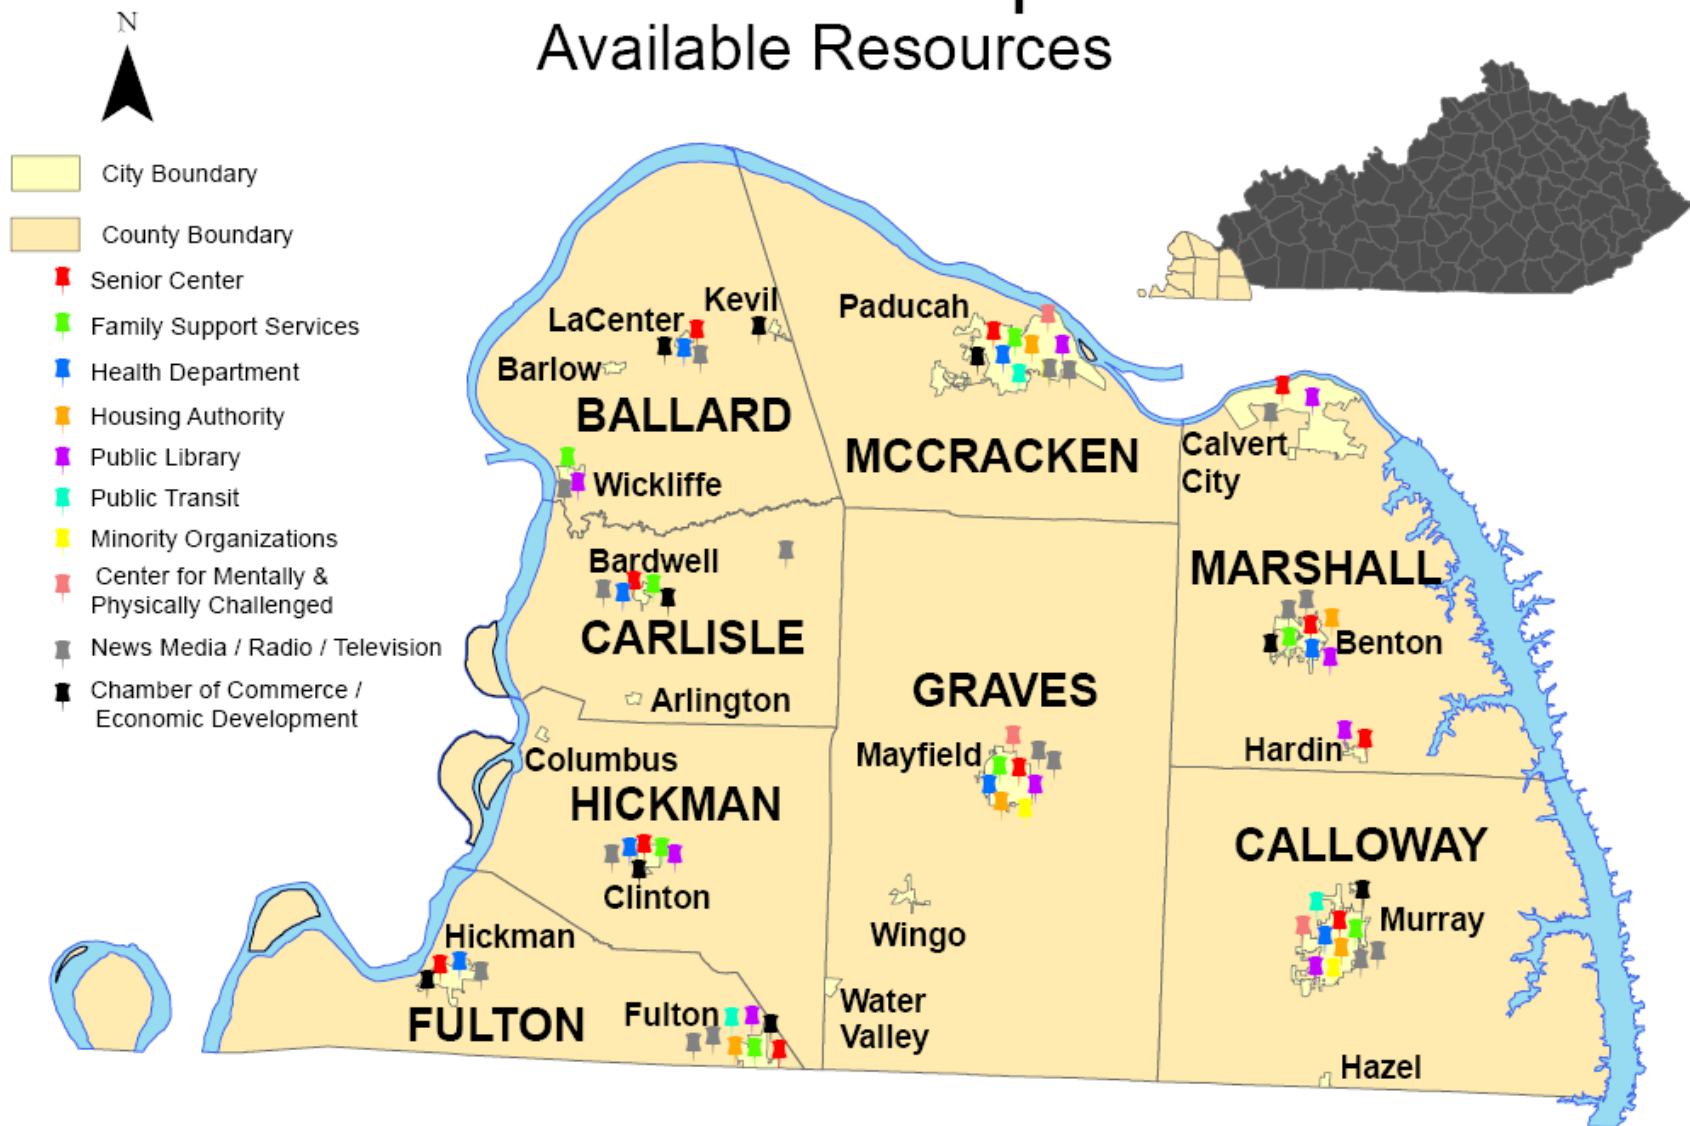 Available Resources
N
City Boundary
County Boundary
Senior Center
Family Support Services
Health Department
Housing Authority
Public Library
Public Transit
Minority Organizations
Center for Mentally &
Physically Challenged
News Media / Radio / Television
Chamber of Commerce /
Economic Development
Kevil
LaCenter
Barlow
BALLARD
Wickliffe
Paducah
MCCRACKEN
Calvert
City
MARSHALL
Benton
Hardin
Bardwell
CARLISLE
Arlington
GRAVES
Mayfield
Wingo
Water
Valley
Columbus
HICKMAN
Clinton
CALLOWAY
Murray
Hazel
Hickman
FULTON
Fulton